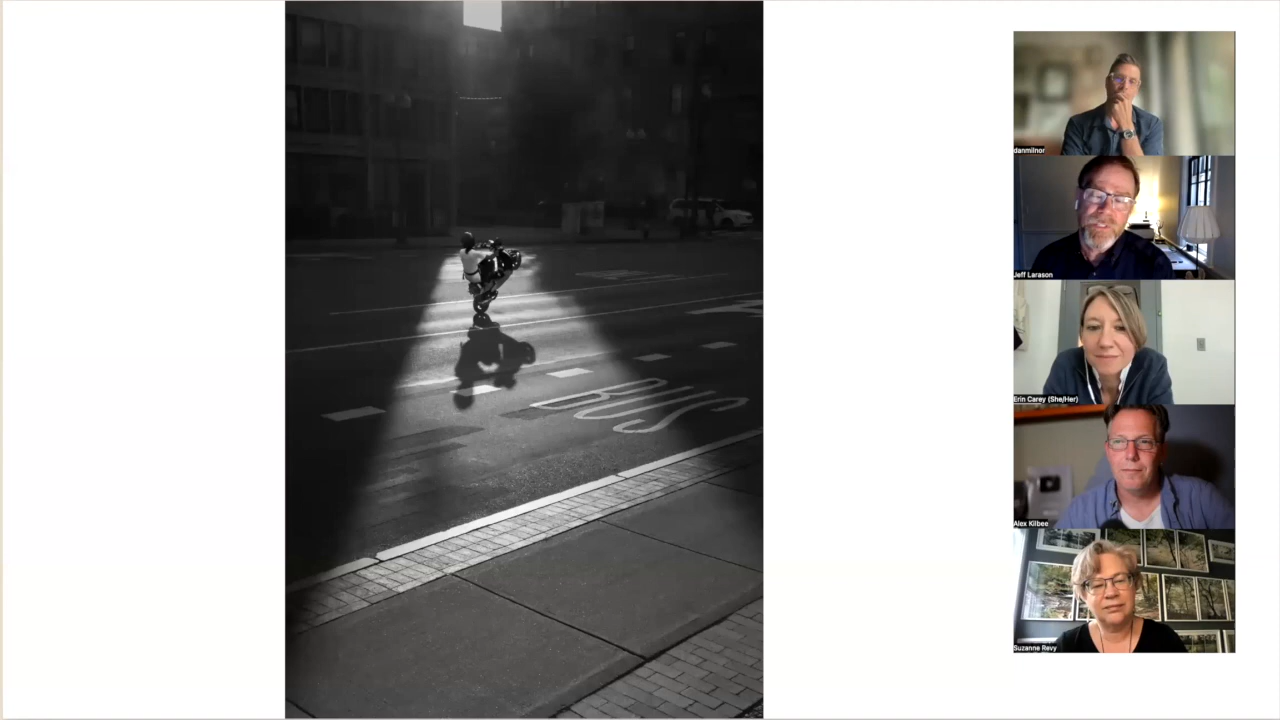 BUS
danmilnor
Jeff Larason
Erin Carey (She/Her)
Alex Kilbee
Suzanne Revy